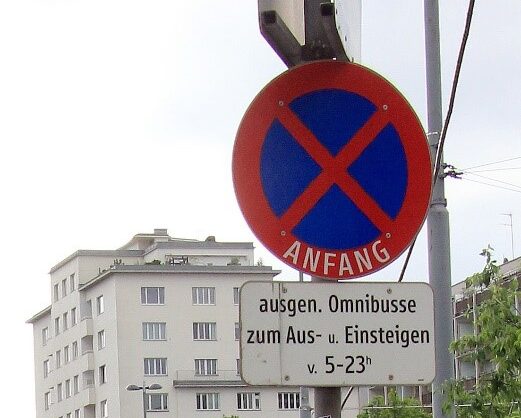 ANFANG
ausgen. Omnibusse
zum Aus- u. Einsteigen
v. 5-23ʰ